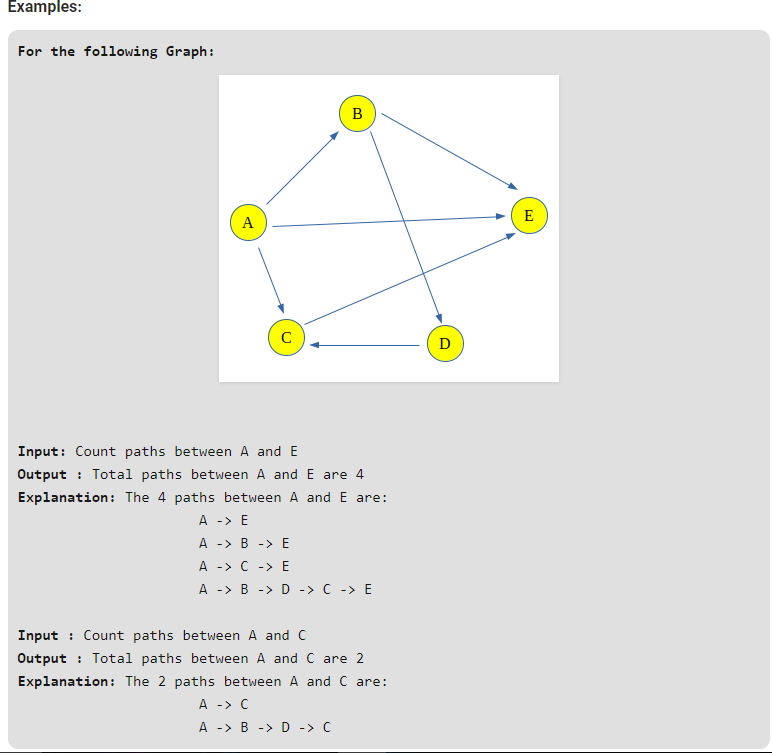 Examples:
For the following Graph:
B
A
E
C
D
Input: Count paths between A and E
Output : Total paths between A and E are 4
Explanation: The 4 paths between A and E are:
A -> E
A -> B -> E
A -> C -> E
A -> B -> D -> C -> E
Input : Count paths between A and C
Output : Total paths between A and C are 2
Explanation: The 2 paths between A and C are:
A -> C
A -> B -> D -> C